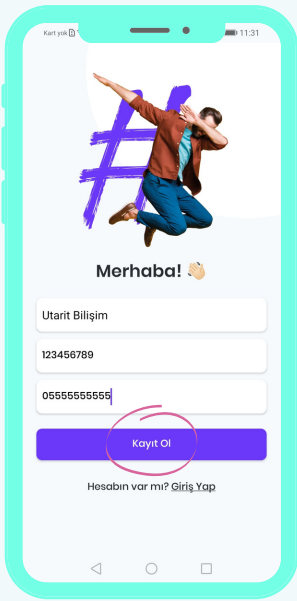 Kart yok
11:31
Merhaba! 👋🏻
Utarit Bilişim
123456789
05555555555
Kayıt Ol
Hesabın var mı? Giriş Yap